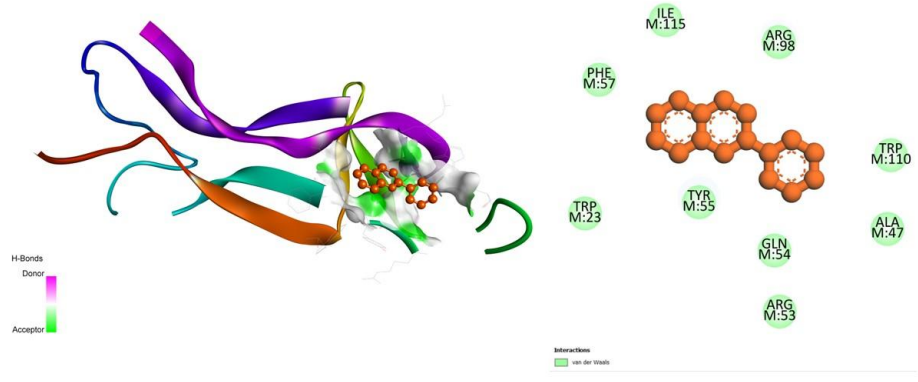 H-Bonds
Donor
Acceptor
ILE
M:115
ARG
M:98
PHE
M:57
TRP
M:110
TYR
M:55
TRP
M:23
ALA
M:47
GLN
M:54
ARG
M:53
Interactions
van der Waals